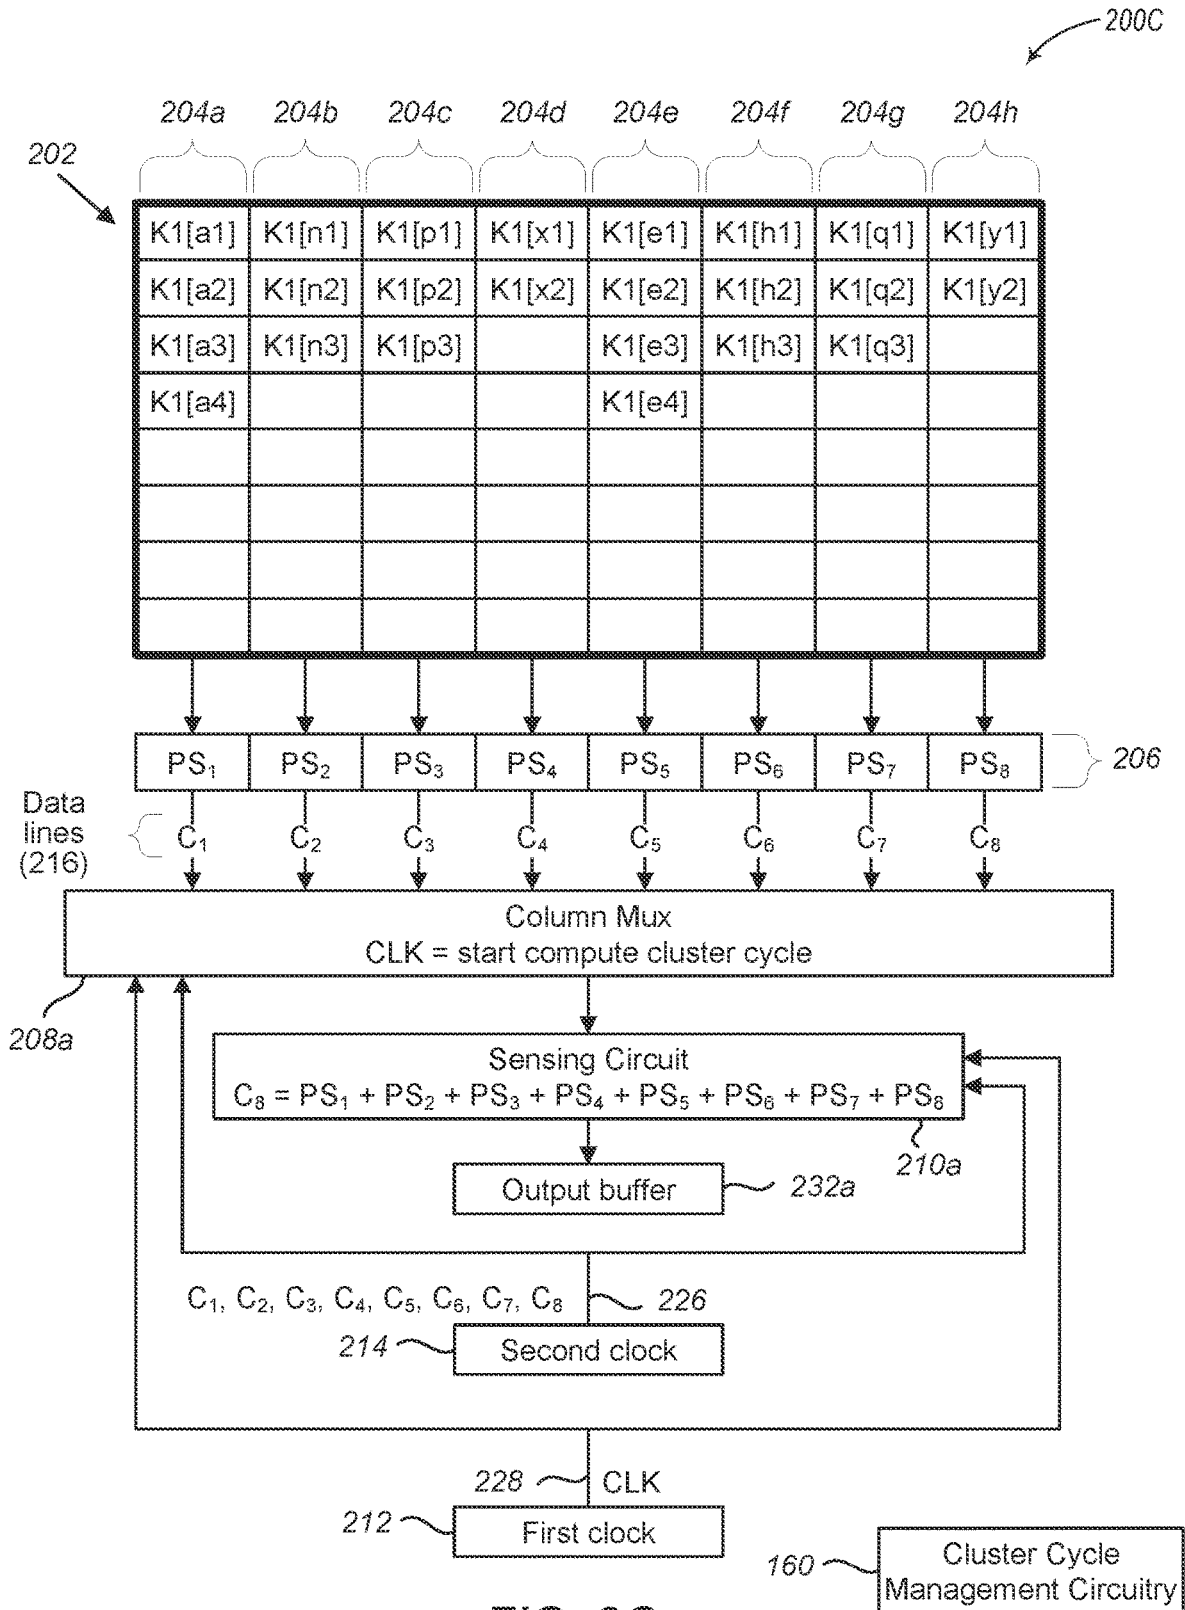 200C
204a 204b 204c 204d 204e 204f 204g 204h
202
K1[a1] K1[n1] K1[p1] K1[x1] K1[e1] K1[h1] K1[q1] K1[y1]
K1[a2] K1[n2] K1[p2] K1[x2] K1[e2] K1[h2] K1[q2] K1[y2]
K1[a3] K1[n3] K1[p3] K1[e3] K1[h3] K1[q3]
K1[a4] K1[e4]
PS₁ PS₂ PS₃ PS₄ PS₅ PS₆ PS₇ PS₈
206
Data
lines
(216)
C₁ C₂ C₃ C₄ C₅ C₆ C₇ C₈
Column Mux
CLK = start compute cluster cycle
208a
Sensing Circuit
C₈ = PS₁ + PS₂ + PS₃ + PS₄ + PS₅ + PS₆ + PS₇ + PS₈
210a
Output buffer
232a
C₁, C₂, C₃, C₄, C₅, C₆, C₇, C₈
226
214
Second clock
228
CLK
212
First clock
160
Cluster Cycle
Management Circuitry